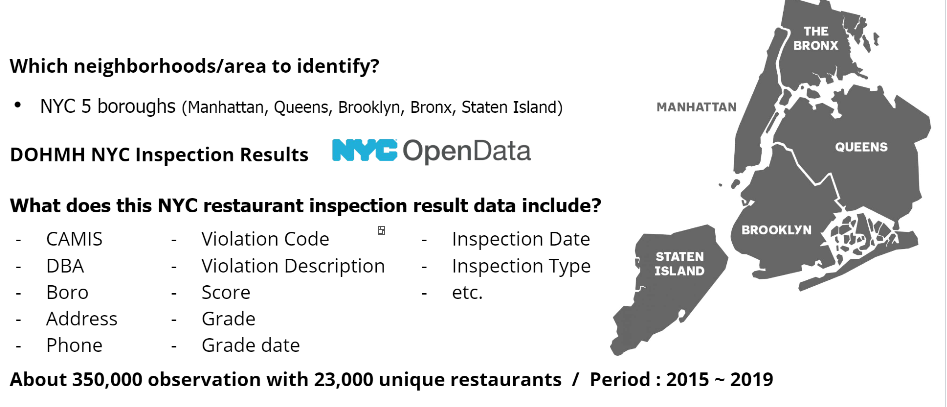 Which neighborhoods/area to identify?
• NYC 5 boroughs (Manhattan, Queens, Brooklyn, Bronx, Staten Island)
DOHMH NYC Inspection Results NYC OpenData
What does this NYC restaurant inspection result data include?
- CAMIS - Violation Code - Inspection Date
- DBA - Violation Description - Inspection Type
- Boro - Score - etc.
- Address - Grade
- Phone - Grade date
About 350,000 observation with 23,000 unique restaurants / Period : 2015 ~ 2019
THE
BRONX
MANHATTAN
QUEENS
BROOKLYN
STATEN
ISLAND